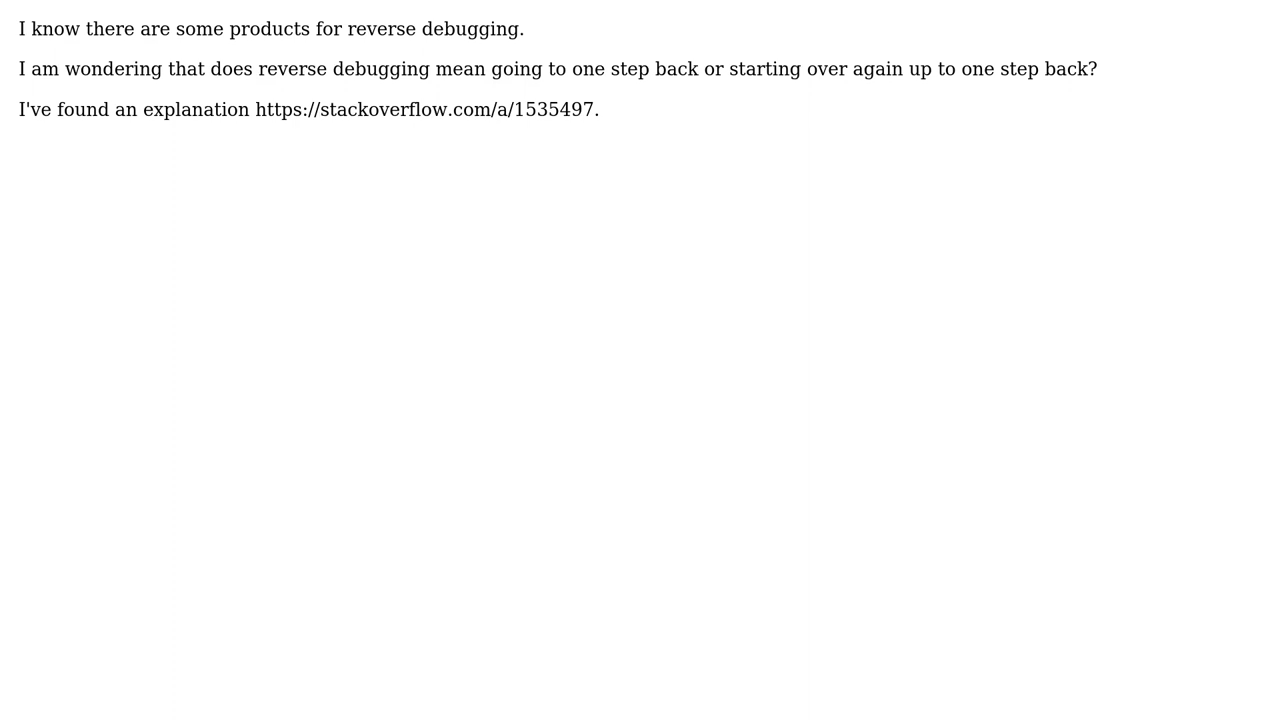 I know there are some products for reverse debugging.
I am wondering that does reverse debugging mean going to one step back or starting over again up to one step back?
I've found an explanation https://stackoverflow.com/a/1535497.